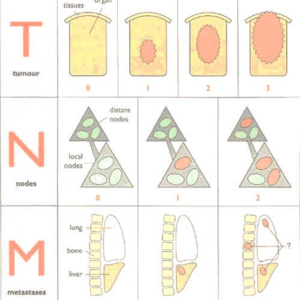 organ
tissues
T
tumour
0
1
2
3
distant
nodes
N
local
nodes
nodes
0
1
2
lung
M
bone
?
liver
metastases